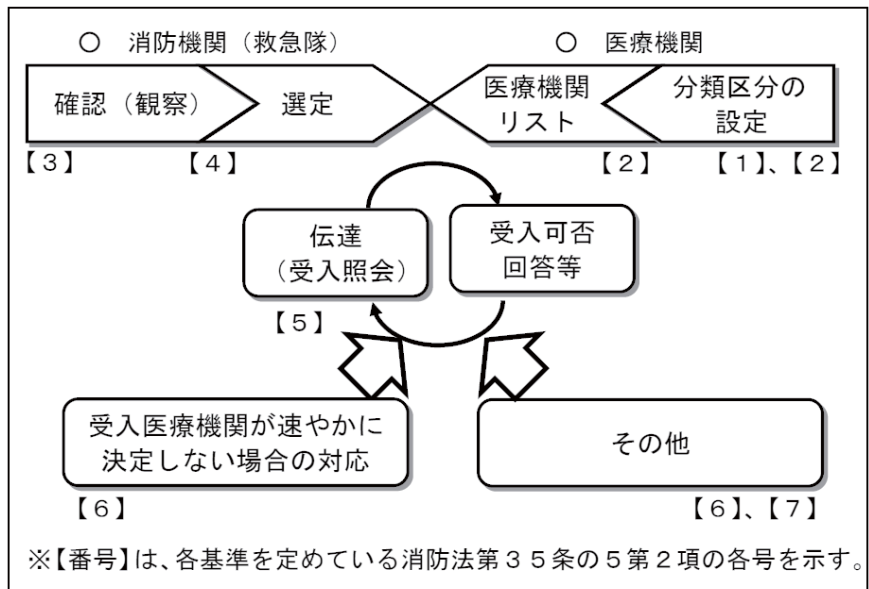 ○ 消防機関（救急隊）
○ 医療機関
確認（観察）
選定
医療機関
リスト
分類区分の
設定
【３】
【４】
【２】
【１】、【２】
伝達
（受入照会）
受入可否
回答等
【５】
受入医療機関が速やかに
決定しない場合の対応
その他
【６】
【６】、【７】
※【番号】は、各基準を定めている消防法第３５条の５第２項の各号を示す。